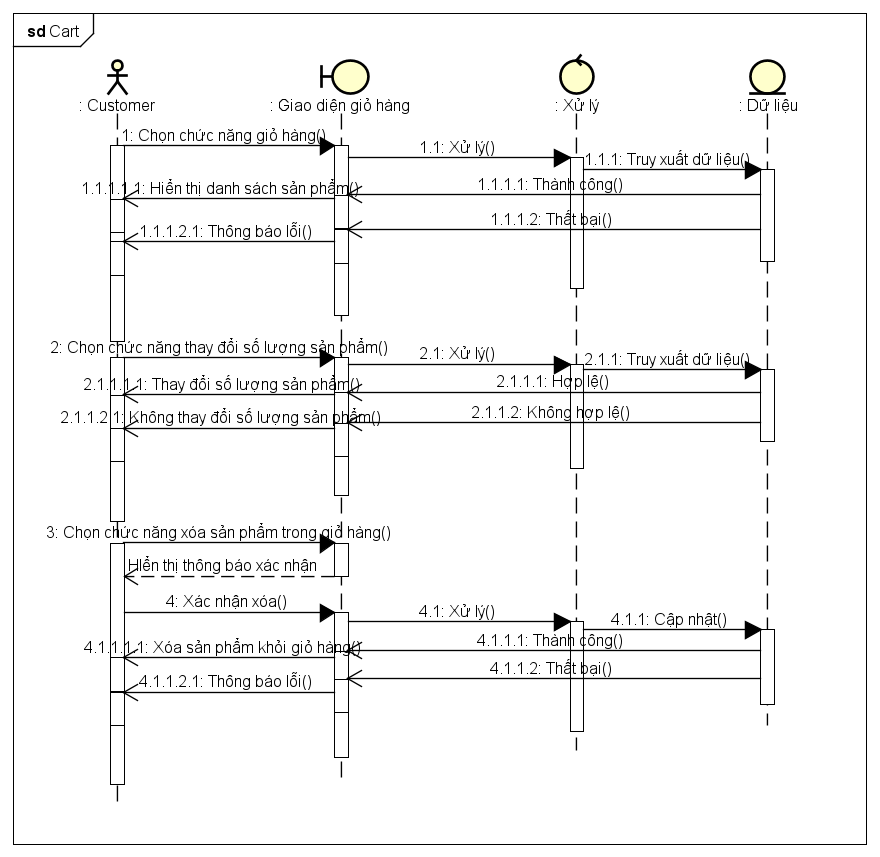 sd Cart
: Customer
: Giao diện giỏ hàng
: Xử lý
: Dữ liệu
1: Chọn chức năng giỏ hàng()
1.1: Xử lý()
1.1.1: Truy xuất dữ liệu()
1.1.1.1: Thành công()
1.1.1.1.1: Hiển thị danh sách sản phẩm()
1.1.1.2: Thất bại()
1.1.1.2.1: Thông báo lỗi()
2: Chọn chức năng thay đổi số lượng sản phẩm()
2.1: Xử lý()
2.1.1: Truy xuất dữ liệu()
2.1.1.1: Hợp lệ()
2.1.1.1.1: Thay đổi số lượng sản phẩm()
2.1.1.2: Không hợp lệ()
2.1.1.2.1: Không thay đổi số lượng sản phẩm()
3: Chọn chức năng xóa sản phẩm trong giỏ hàng()
HIển thị thông báo xác nhận
4: Xác nhận xóa()
4.1: Xử lý()
4.1.1: Cập nhật()
4.1.1.1: Thành công()
4.1.1.1.1: Xóa sản phẩm khỏi giỏ hàng()
4.1.1.2: Thất bại()
4.1.1.2.1: Thông báo lỗi()